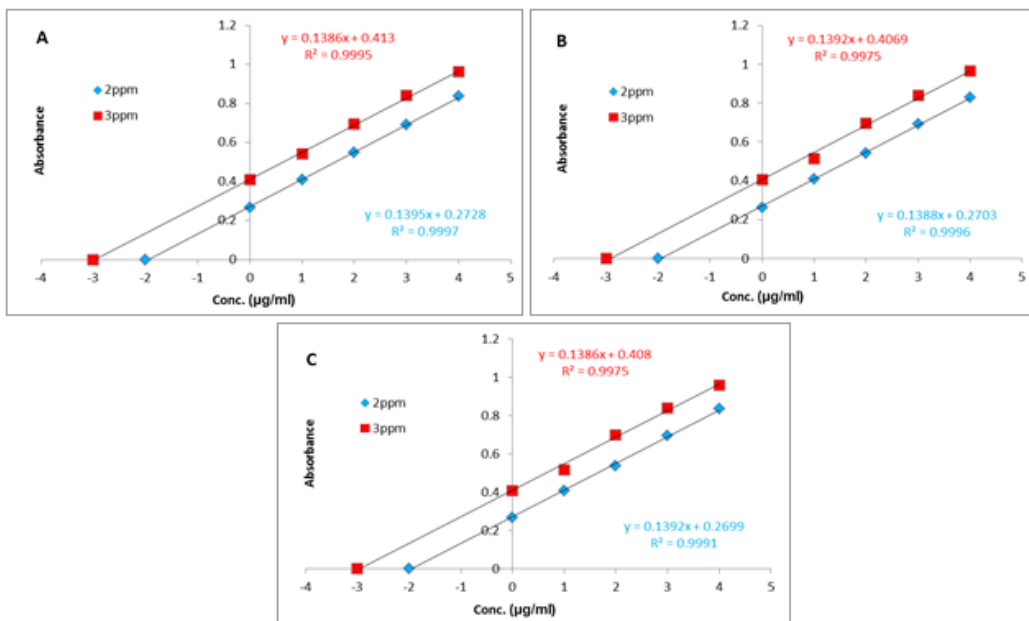 A
y = 0.1386x + 0.413
R² = 0.9995
2ppm
3ppm
y = 0.1395x + 0.2728
R² = 0.9997
Absorbance
1.2
1
0.8
0.6
0.4
0.2
0
-4 -3 -2 -1 0 1 2 3 4 5
Conc. (µg/ml)
B
y = 0.1392x + 0.4069
R² = 0.9975
2ppm
3ppm
y = 0.1388x + 0.2703
R² = 0.9996
Absorbance
1.2
1
0.8
0.6
0.4
0.2
0
-4 -3 -2 -1 0 1 2 3 4 5
Conc. (µg/ml)
C
y = 0.1386x + 0.408
R² = 0.9975
2ppm
3ppm
y = 0.1392x + 0.2699
R² = 0.9991
Absorbance
1.2
1
0.8
0.6
0.4
0.2
0
-4 -3 -2 -1 0 1 2 3 4 5
Conc. (µg/ml)